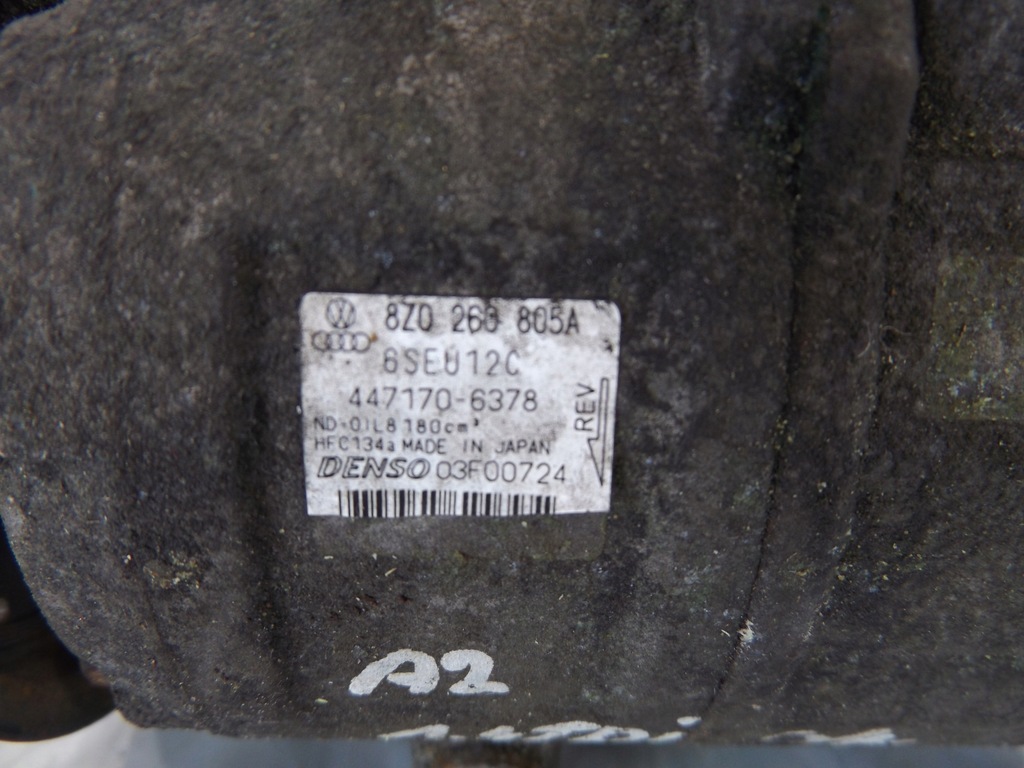 8Z0 260 805A
6SEU12C
447170-6378
ND-OIL8 180cm³
HFC134a MADE IN JAPAN
DENSO 03F00724
REV
A2